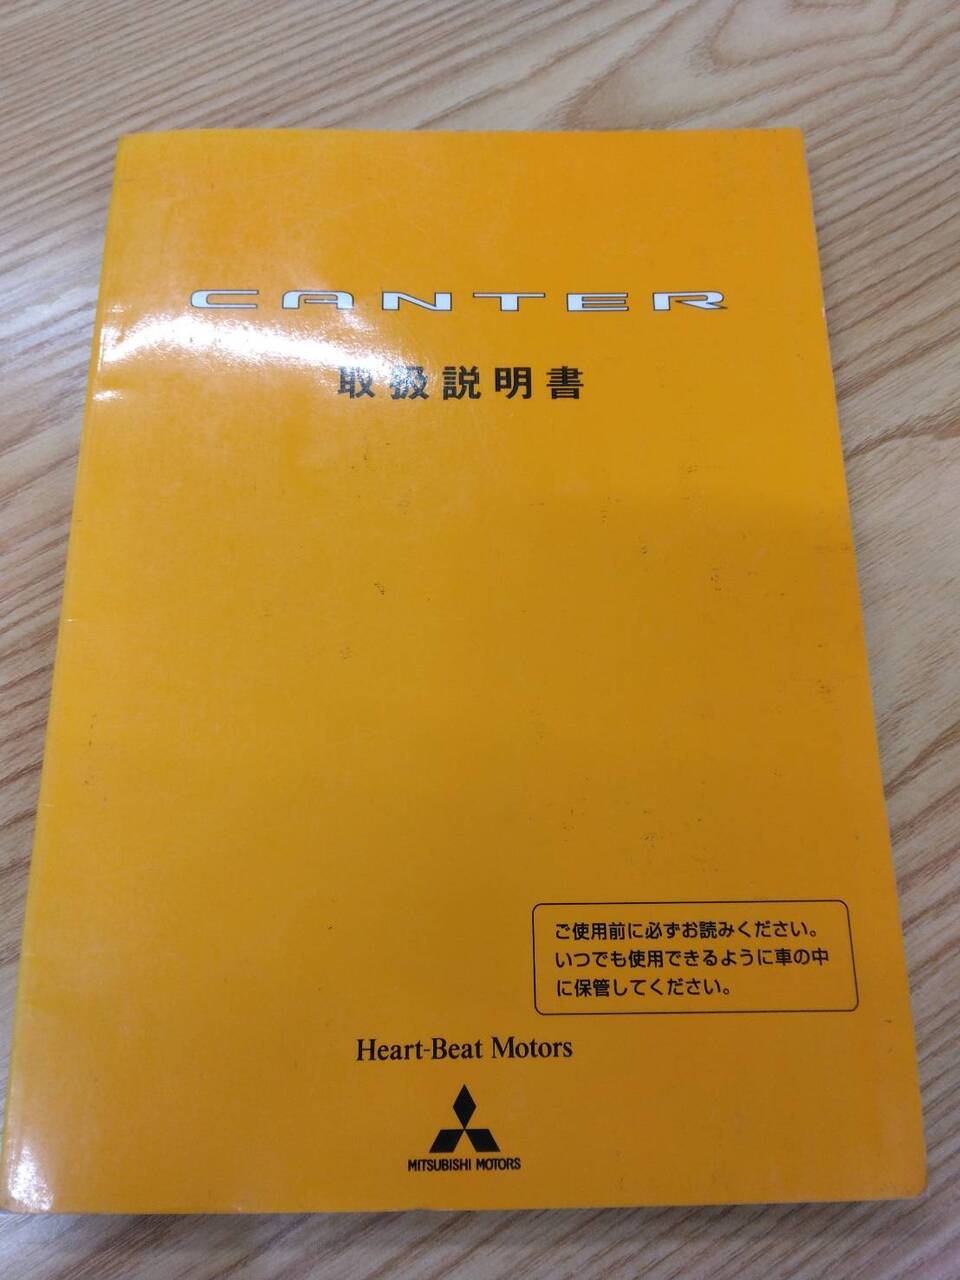 CANTER
取扱説明書
ご使用前に必ずお読みください。
いつでも使用できるように車の中
に保管してください。
Heart-Beat Motors
MITSUBISHI MOTORS